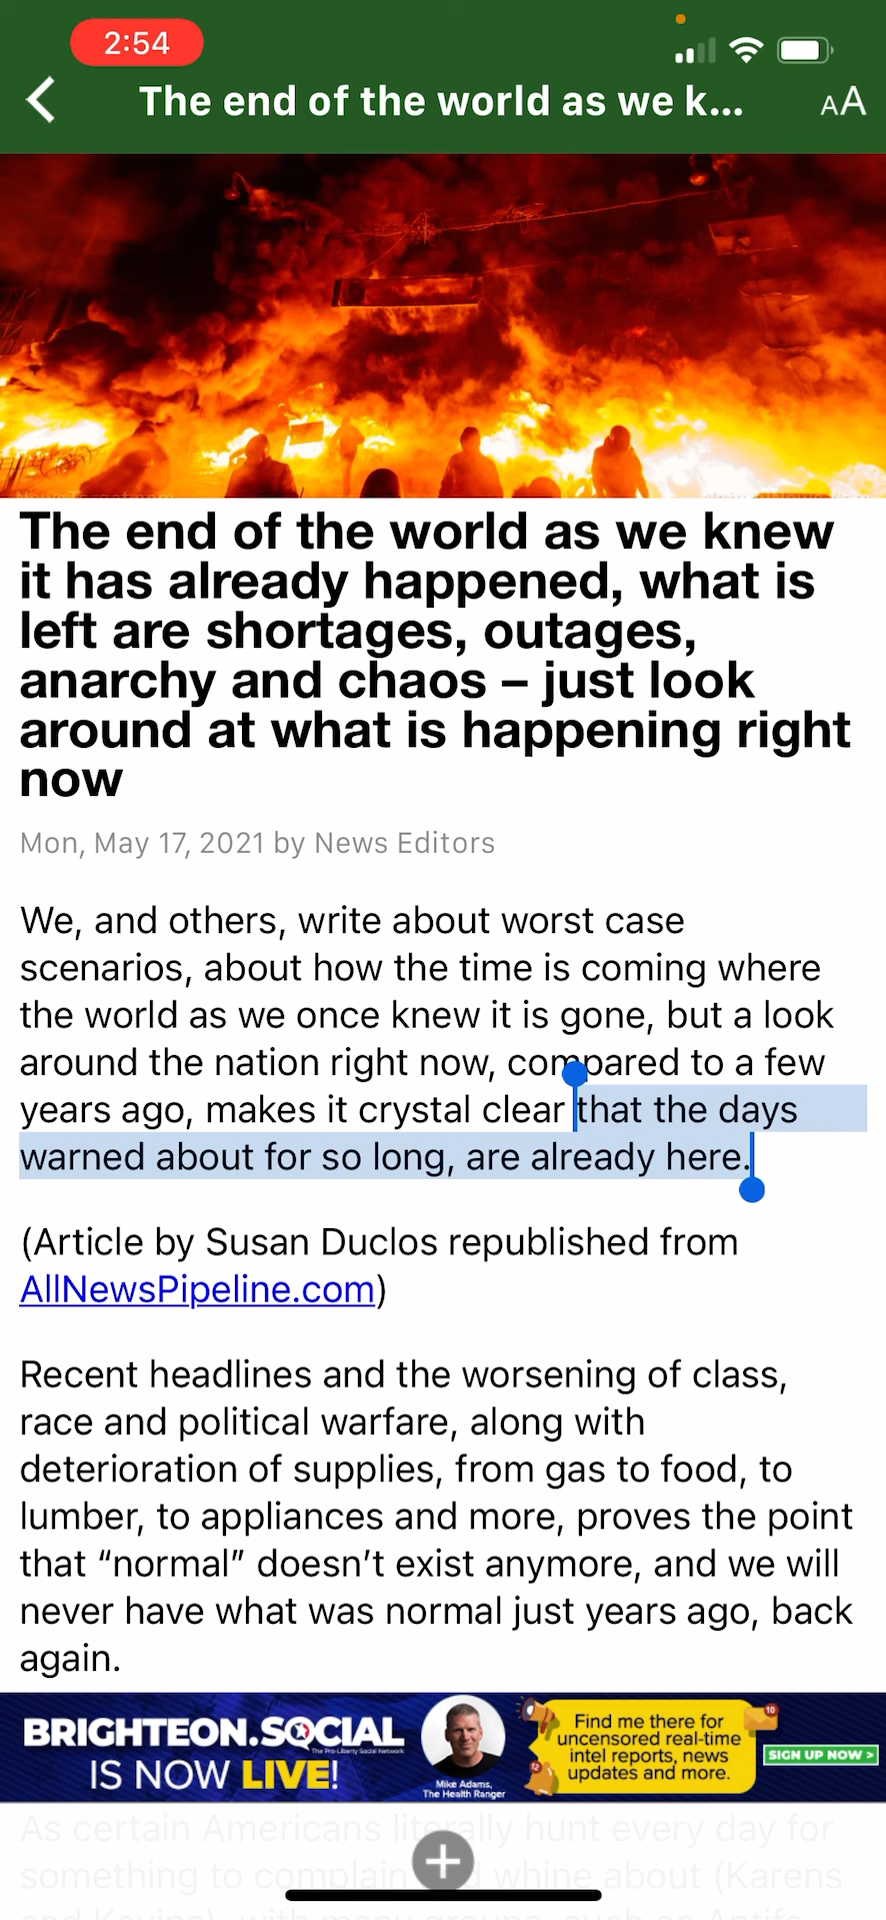 2:54
The end of the world as we k...
AA
The end of the world as we knew
it has already happened, what is
left are shortages, outages,
anarchy and chaos – just look
around at what is happening right
now
Mon, May 17, 2021 by News Editors
We, and others, write about worst case
scenarios, about how the time is coming where
the world as we once knew it is gone, but a look
around the nation right now, compared to a few
years ago, makes it crystal clear that the days
warned about for so long, are already here.
(Article by Susan Duclos republished from
AllNewsPipeline.com)
Recent headlines and the worsening of class,
race and political warfare, along with
deterioration of supplies, from gas to food, to
lumber, to appliances and more, proves the point
that “normal” doesn’t exist anymore, and we will
never have what was normal just years ago, back
again.
BRIGHTEON.SOCIAL
The Pro-Liberty Social Network
IS NOW LIVE!
Mike Adams,
The Health Ranger
Find me there for
uncensored real-time
intel reports, news
updates and more.
10
12
SIGN UP NOW >
As certain Americans literally hunt every day for
something to complain whine about (Karens